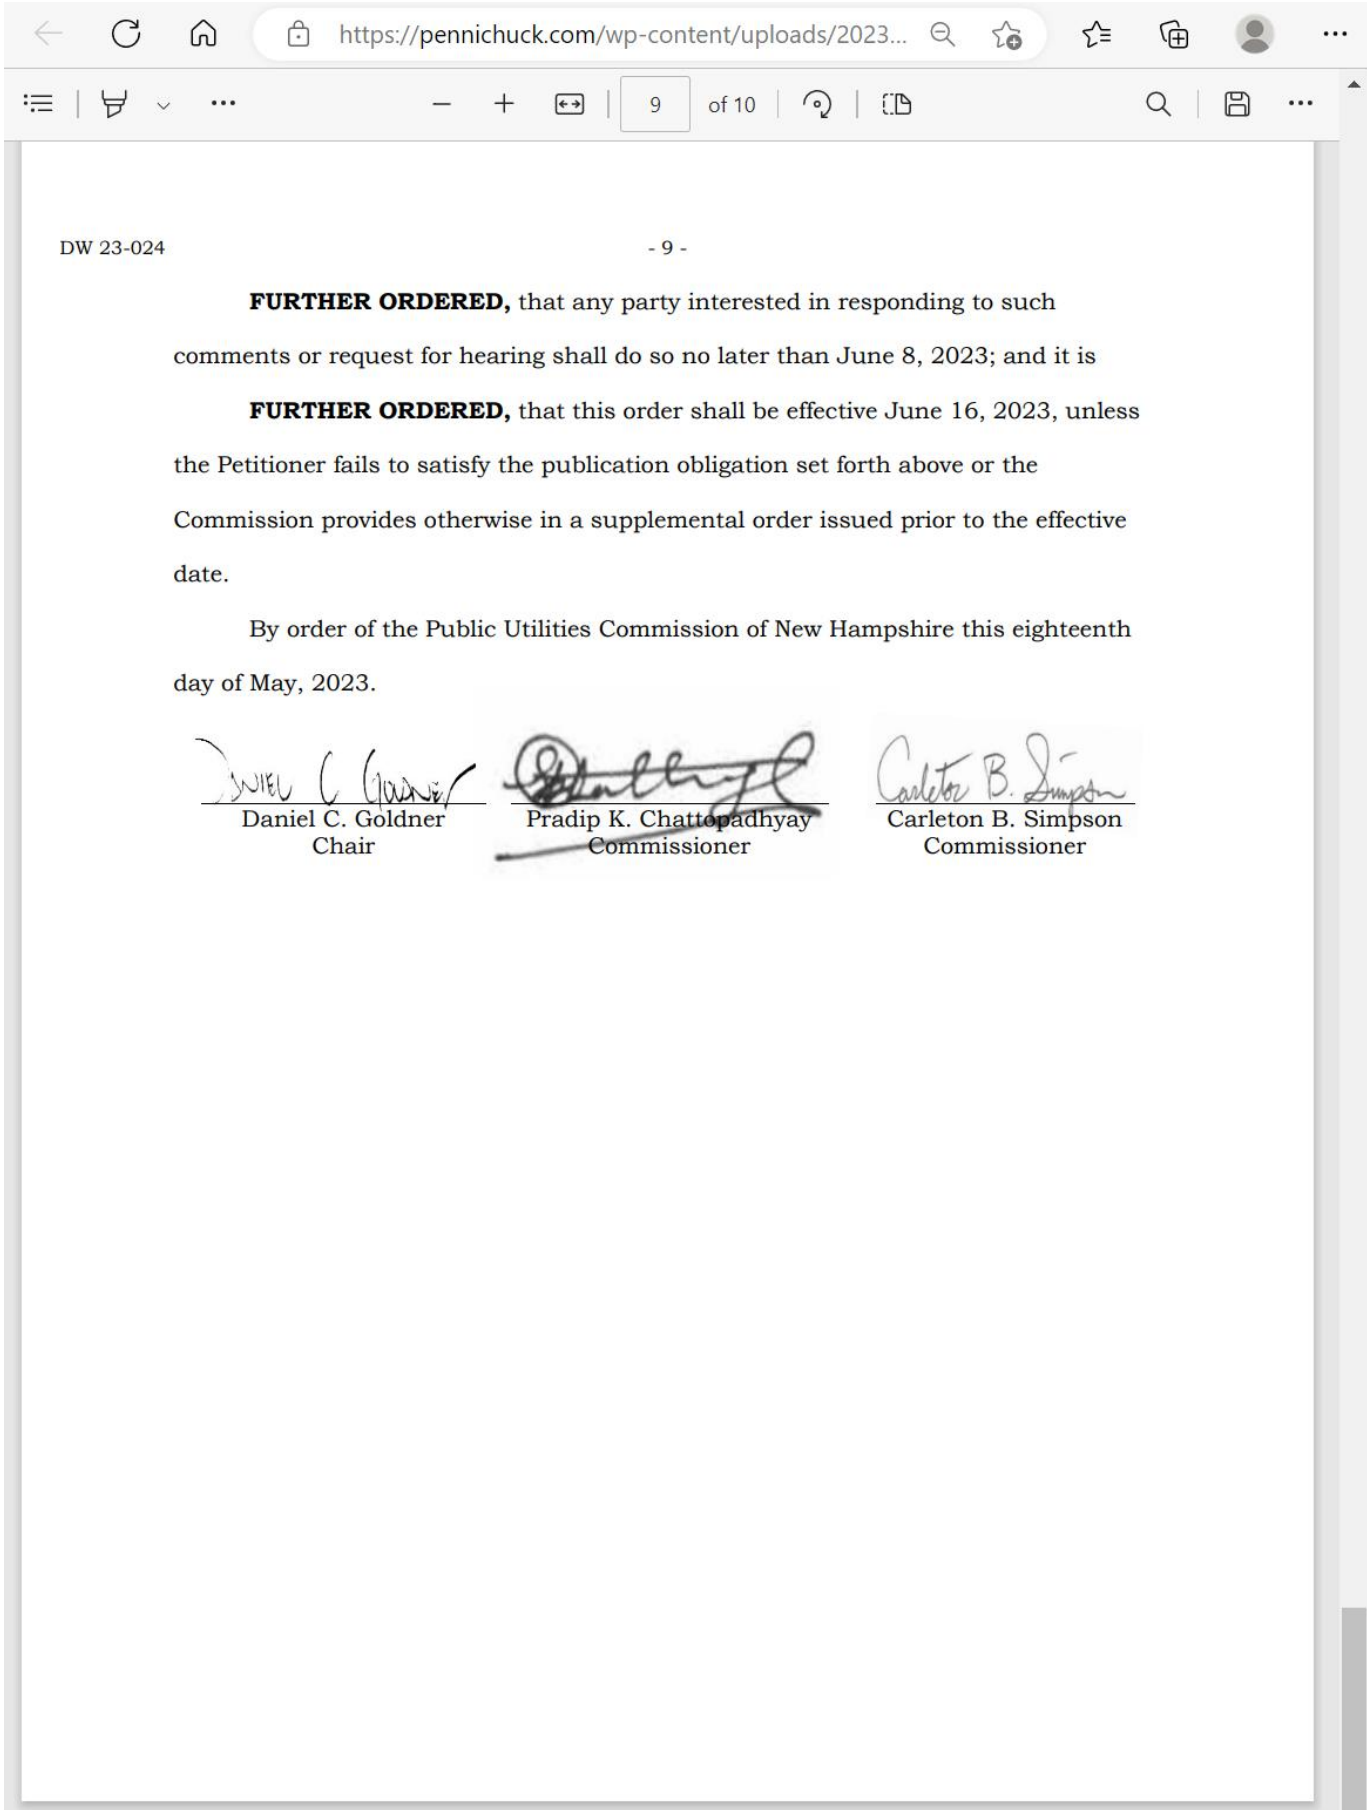 https://pennichuck.com/wp-content/uploads/2023...
9 of 10
DW 23-024 - 9 -
FURTHER ORDERED, that any party interested in responding to such
comments or request for hearing shall do so no later than June 8, 2023; and it is
FURTHER ORDERED, that this order shall be effective June 16, 2023, unless
the Petitioner fails to satisfy the publication obligation set forth above or the
Commission provides otherwise in a supplemental order issued prior to the effective
date.
By order of the Public Utilities Commission of New Hampshire this eighteenth
day of May, 2023.
Daniel C Goldner Carleton B. Simpson
Daniel C. Goldner Pradip K. Chattopadhyay Carleton B. Simpson
Chair Commissioner Commissioner